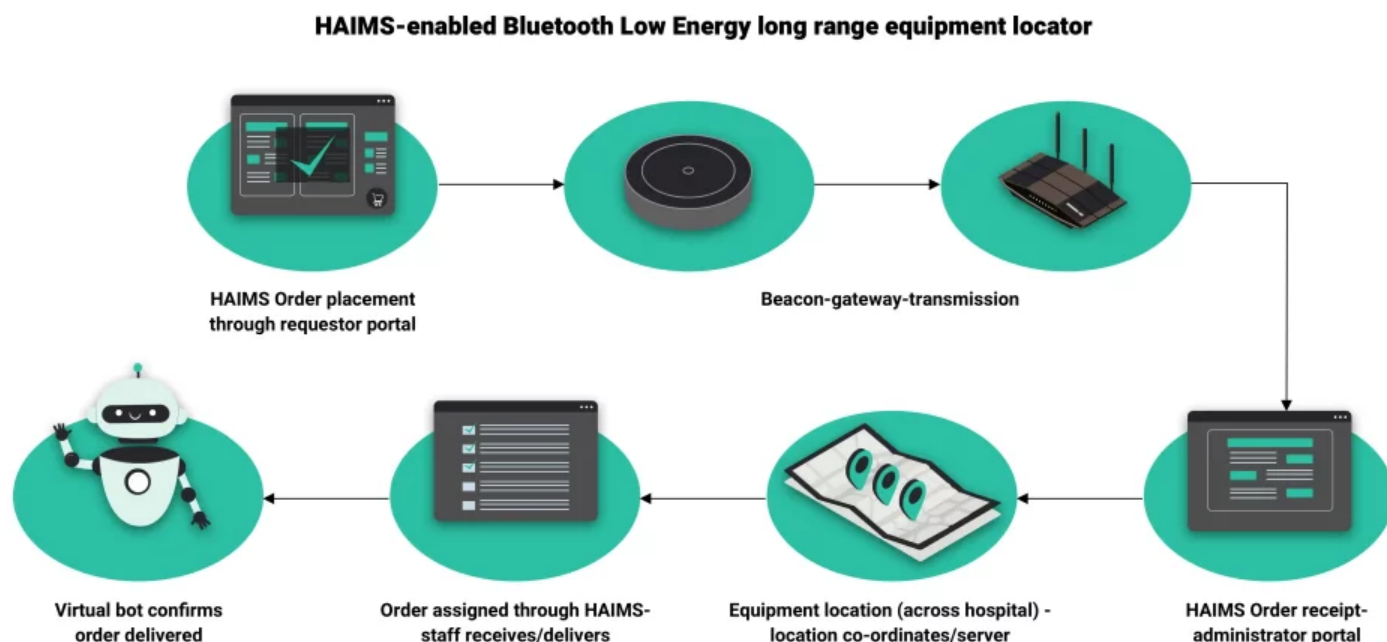 HAIMS-enabled Bluetooth Low Energy long range equipment locator
HAIMS Order placement
through requestor portal
Beacon-gateway-transmission
Virtual bot confirms
order delivered
Order assigned through HAIMS-
staff receives/delivers
Equipment location (across hospital) -
location co-ordinates/server
HAIMS Order receipt-
administrator portal